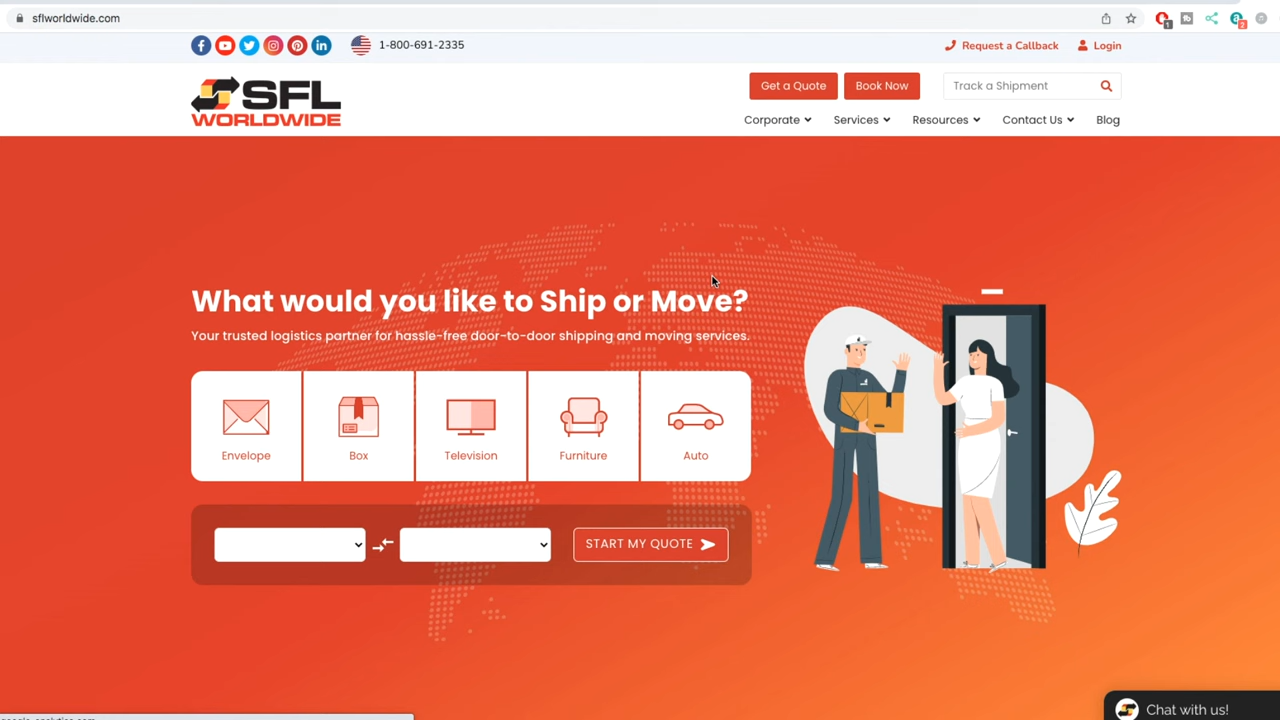 sflworldwide.com
1
2
1-800-691-2335
Request a Callback
Login
SFL
WORLDWIDE
Get a Quote
Book Now
Track a Shipment
Corporate
Services
Resources
Contact Us
Blog
What would you like to Ship or Move?
Your trusted logistics partner for hassle-free door-to-door shipping and moving services.
Envelope
Box
Television
Furniture
Auto
START MY QUOTE
Chat with us!